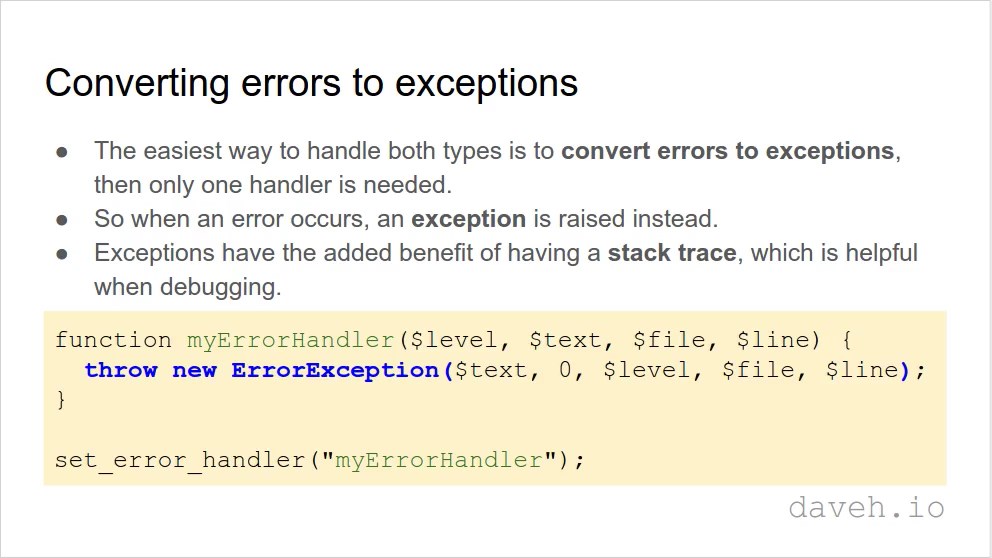 Converting errors to exceptions
● The easiest way to handle both types is to convert errors to exceptions,
then only one handler is needed.
● So when an error occurs, an exception is raised instead.
● Exceptions have the added benefit of having a stack trace, which is helpful
when debugging.
function myErrorHandler($level, $text, $file, $line) {
  throw new ErrorException($text, 0, $level, $file, $line);
}
set_error_handler("myErrorHandler");
daveh.io